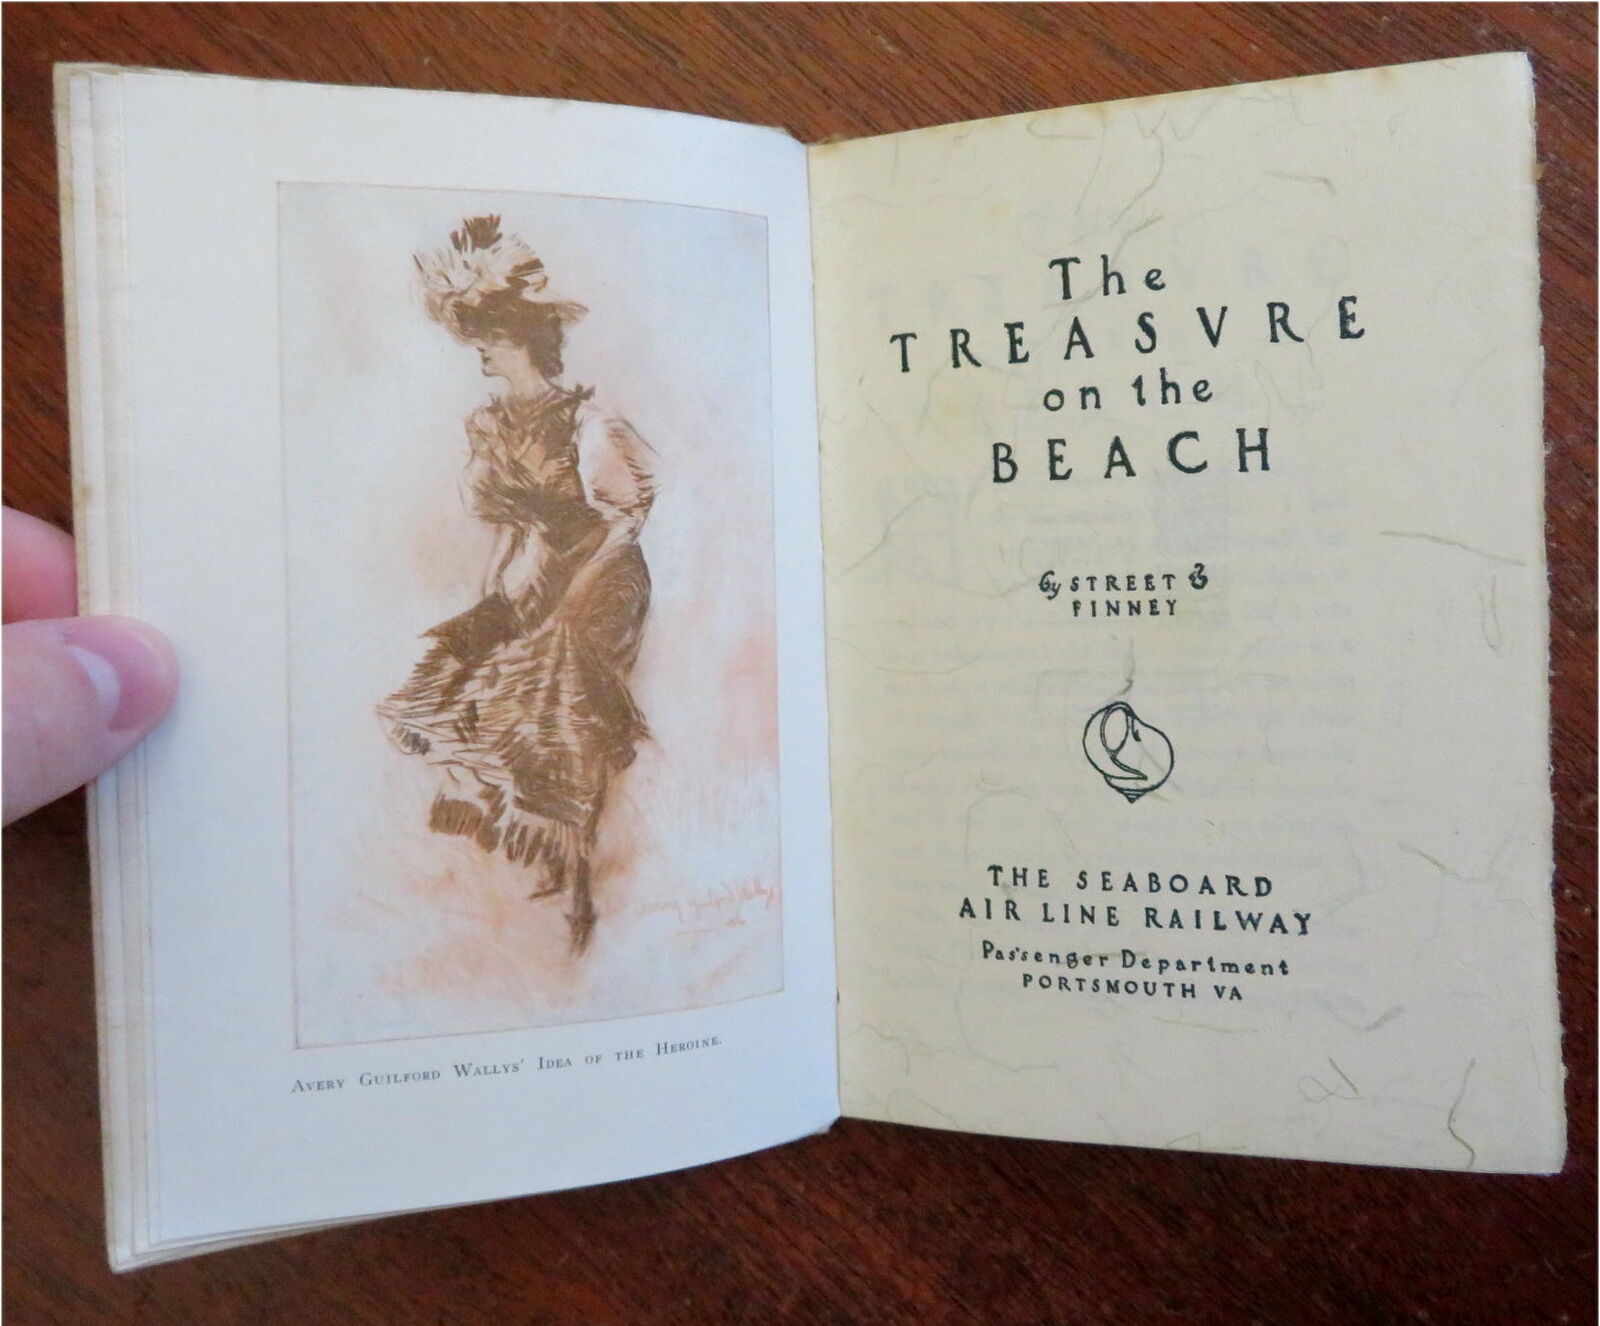 Avery Guilford Wallys' Idea of the Heroine.
The
TREASVRE
on the
BEACH
By STREET &
FINNEY
THE SEABOARD
AIR LINE RAILWAY
Passenger Department
PORTSMOUTH VA